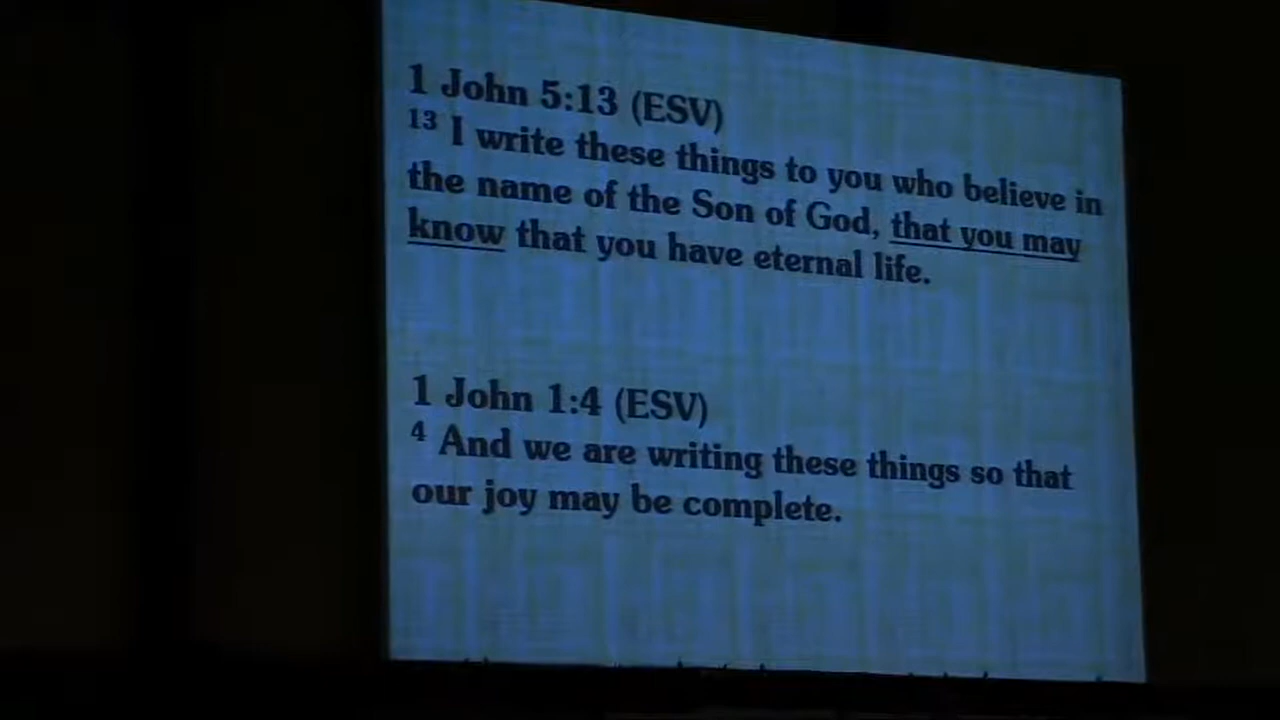 1 John 5:13 (ESV)
13 I write these things to you who believe in
the name of the Son of God, that you may
know that you have eternal life.
1 John 1:4 (ESV)
4 And we are writing these things so that
our joy may be complete.